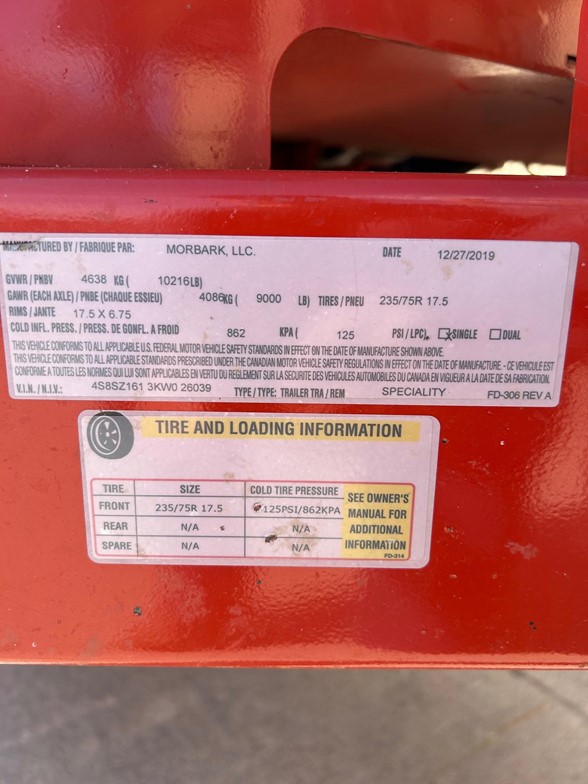 MANUFACTURED BY / FABRIQUE PAR: MORBARK, LLC. DATE 12/27/2019
GVWR / PNBV 4638 KG ( 10216 LB)
GAWR (EACH AXLE) / PNBE (CHAQUE ESSIEU) 4086 KG ( 9000 LB) TIRES / PNEU 235/75R 17.5
RIMS / JANTE 17.5 X 6.75
COLD INFL. PRESS. / PRESS. DE GONFL. A FROID 862 KPA ( 125 PSI / LPC). SINGLE DUAL
THIS VEHICLE CONFORMS TO ALL APPLICABLE U.S. FEDERAL MOTOR VEHICLE SAFETY STANDARDS IN EFFECT ON THE DATE OF MANUFACTURE SHOWN ABOVE.
THIS VEHICLE CONFORMS TO ALL APPLICABLE STANDARDS PRESCRIBED UNDER THE CANADIAN MOTOR VEHICLE SAFETY REGULATIONS IN EFFECT ON THE DATE OF MANUFACTURE - CE VEHICULE EST
CONFORME A TOUTES LES NORMES QUI LUI SONT APPLICABLES EN VERTU DU REGLEMENT SUR LA SECURITE DES VEHICULES AUTOMOBILES DU CANADA EN VIGUEUR A LA DATE DE SA FABRICATION.
V.I.N. / N.I.V.: 4S8SZ161 3KW0 26039 TYPE / TYPE: TRAILER TRA / REM SPECIALITY FD-306 REV A
TIRE AND LOADING INFORMATION
TIRE SIZE COLD TIRE PRESSURE
FRONT 235/75R 17.5 125PSI/862KPA
REAR N/A N/A
SPARE N/A N/A
SEE OWNER'S
MANUAL FOR
ADDITIONAL
INFORMATION
FD-314